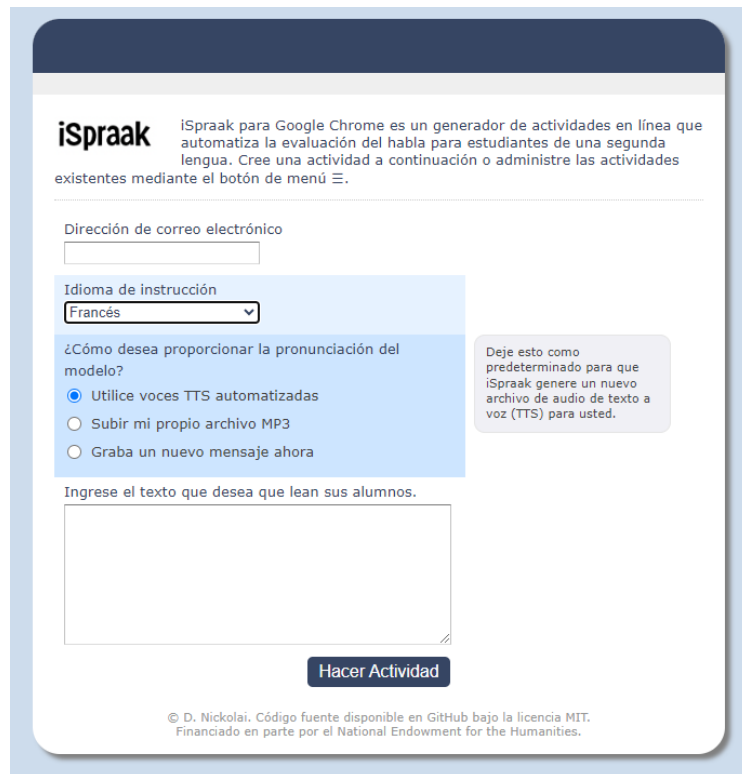 iSpraak
iSpraak para Google Chrome es un generador de actividades en línea que
automatiza la evaluación del habla para estudiantes de una segunda
lengua. Cree una actividad a continuación o administre las actividades
existentes mediante el botón de menú ☰.
Dirección de correo electrónico
Idioma de instrucción
Francés
¿Cómo desea proporcionar la pronunciación del
modelo?
Utilice voces TTS automatizadas
Subir mi propio archivo MP3
Graba un nuevo mensaje ahora
Deje esto como
predeterminado para que
iSpraak genere un nuevo
archivo de audio de texto a
voz (TTS) para usted.
Ingrese el texto que desea que lean sus alumnos.
Hacer Actividad
© D. Nickolai. Código fuente disponible en GitHub bajo la licencia MIT.
Financiado en parte por el National Endowment for the Humanities.